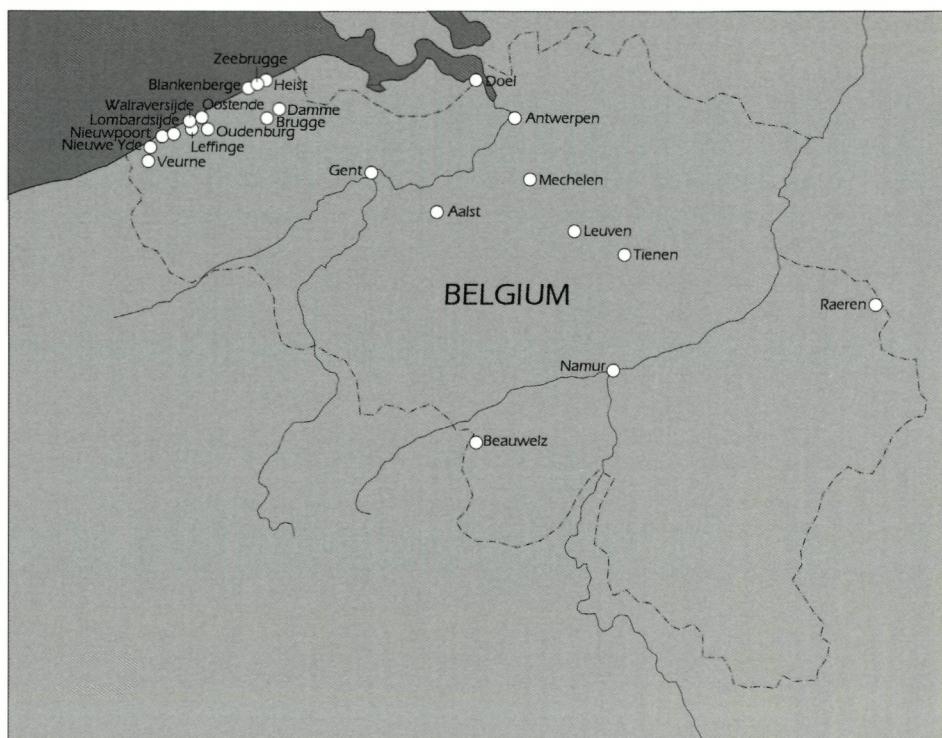 Zeebrugge
Blankenberge
Heist
Doel
Walraversijde
Oostende
Damme
Lombardsijde
Brugge
Antwerpen
Nieuwpoort
Oudenburg
Nieuwe Yde
Leffinge
Veurne
Gent
Mechelen
Aalst
Leuven
Tienen
BELGIUM
Raeren
Namur
Beauwelz